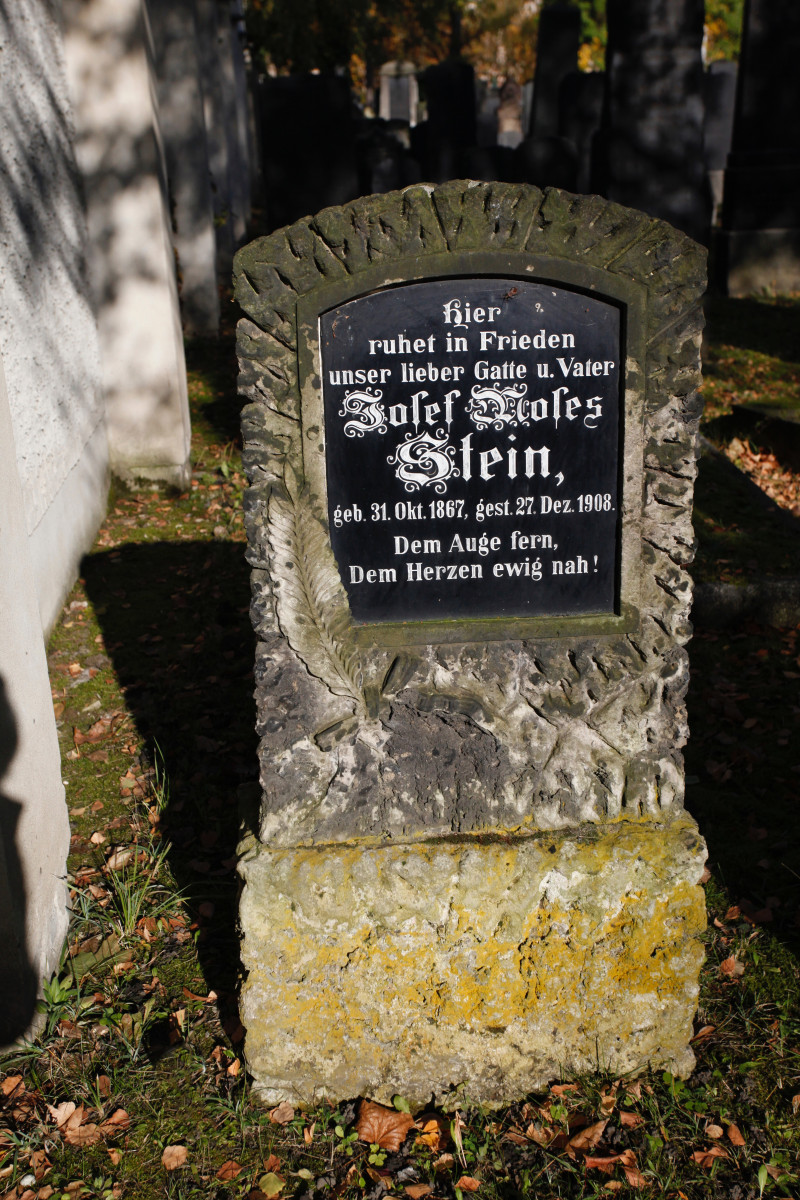 Hier
ruhet in Frieden
unser lieber Gatte u. Vater
Josef Moses
Stein,
geb. 31. Okt. 1867, gest. 27. Dez. 1908.
Dem Auge fern,
Dem Herzen ewig nah!